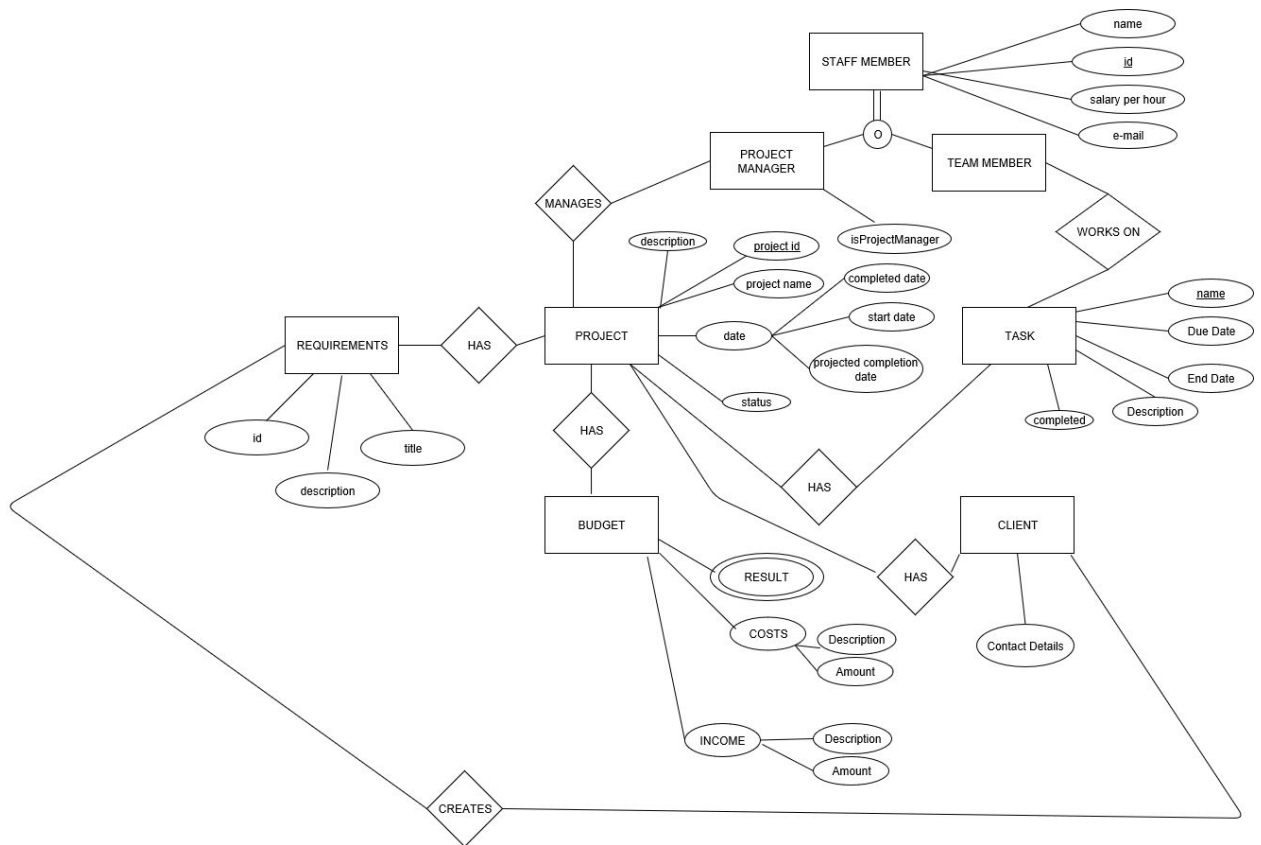 name
STAFF MEMBER
id
salary per hour
e-mail
O
PROJECT
MANAGER
TEAM MEMBER
MANAGES
WORKS ON
description
project id
isProjectManager
project name
completed date
name
REQUIREMENTS
HAS
PROJECT
date
start date
TASK
Due Date
projected completion
date
End Date
status
Description
completed
id
title
HAS
description
HAS
BUDGET
CLIENT
RESULT
HAS
COSTS
Description
Contact Details
Amount
INCOME
Description
Amount
CREATES